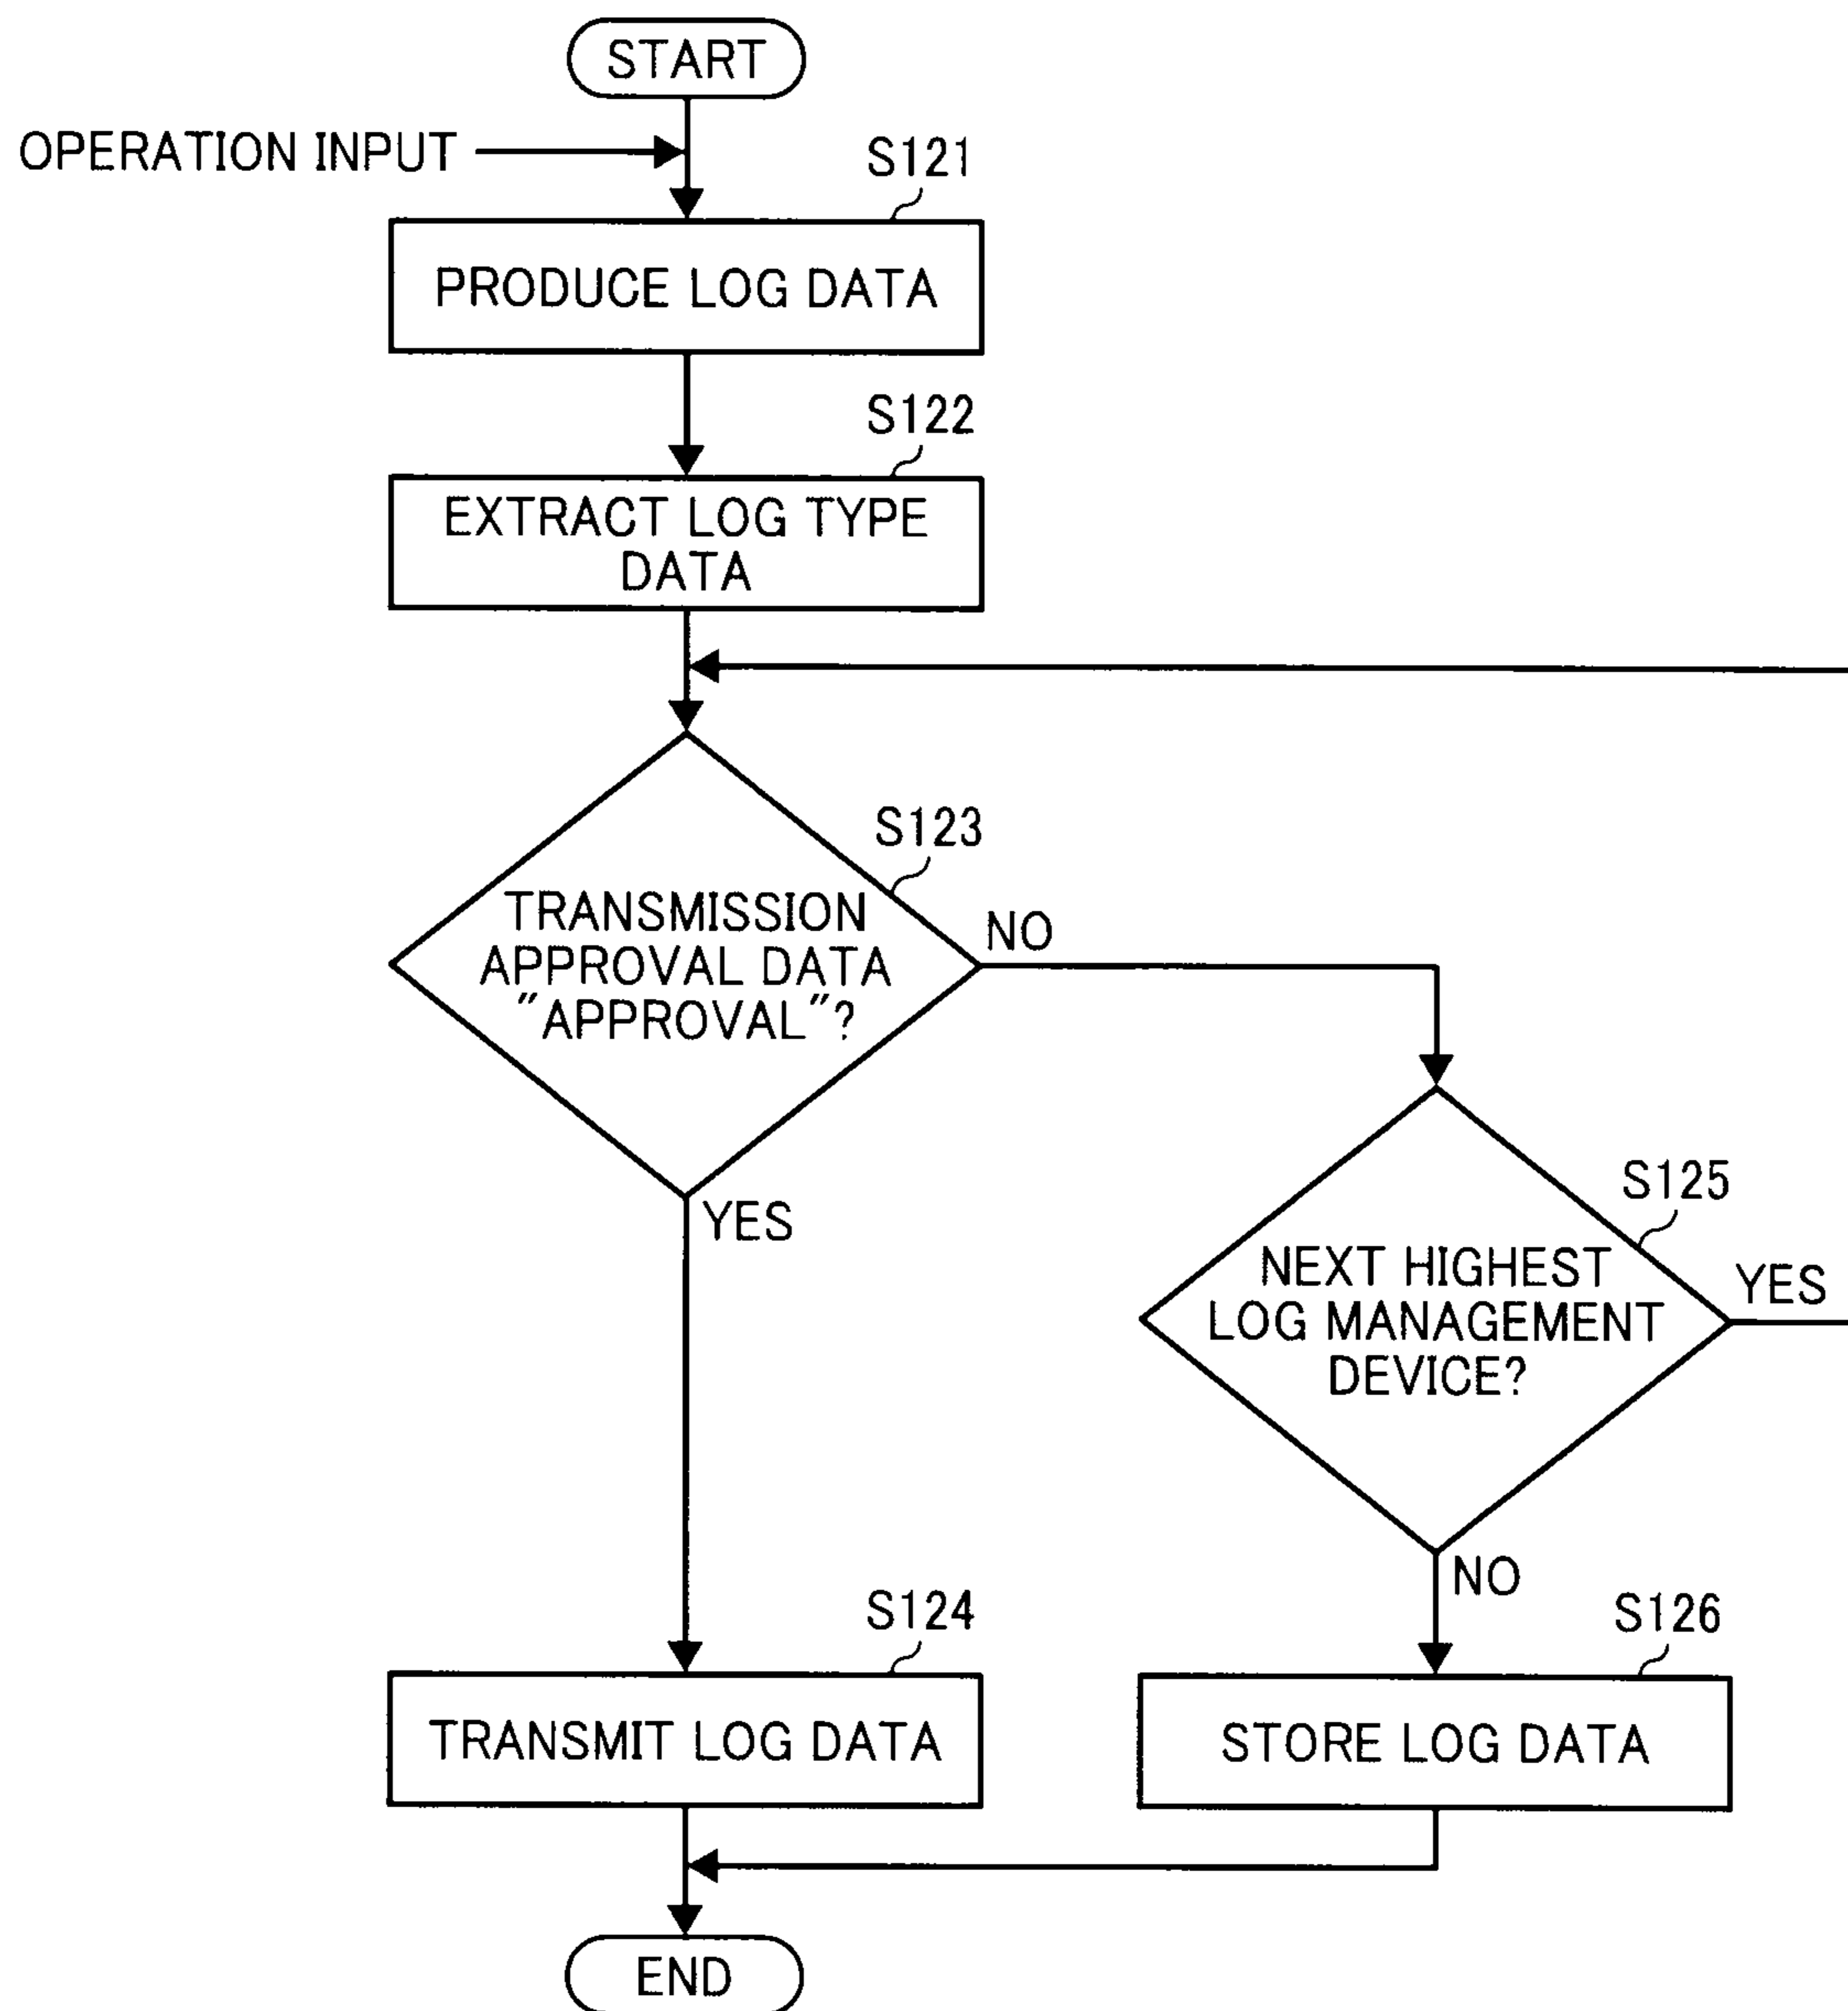 START
OPERATION INPUT
S121
PRODUCE LOG DATA
S122
EXTRACT LOG TYPE
DATA
S123
TRANSMISSION
APPROVAL DATA
"APPROVAL"?
NO
YES
S125
NEXT HIGHEST
LOG MANAGEMENT
DEVICE?
YES
NO
S124
TRANSMIT LOG DATA
S126
STORE LOG DATA
END